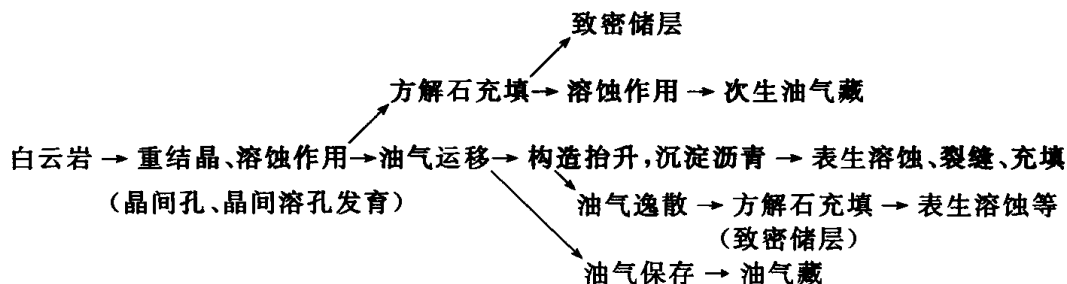 致密储层
方解石充填→溶蚀作用→次生油气藏
白云岩→重结晶、溶蚀作用→油气运移→构造抬升,沉淀沥青→表生溶蚀、裂缝、充填
(晶间孔、晶间溶孔发育)
油气逸散→方解石充填→表生溶蚀等
(致密储层)
油气保存→油气藏